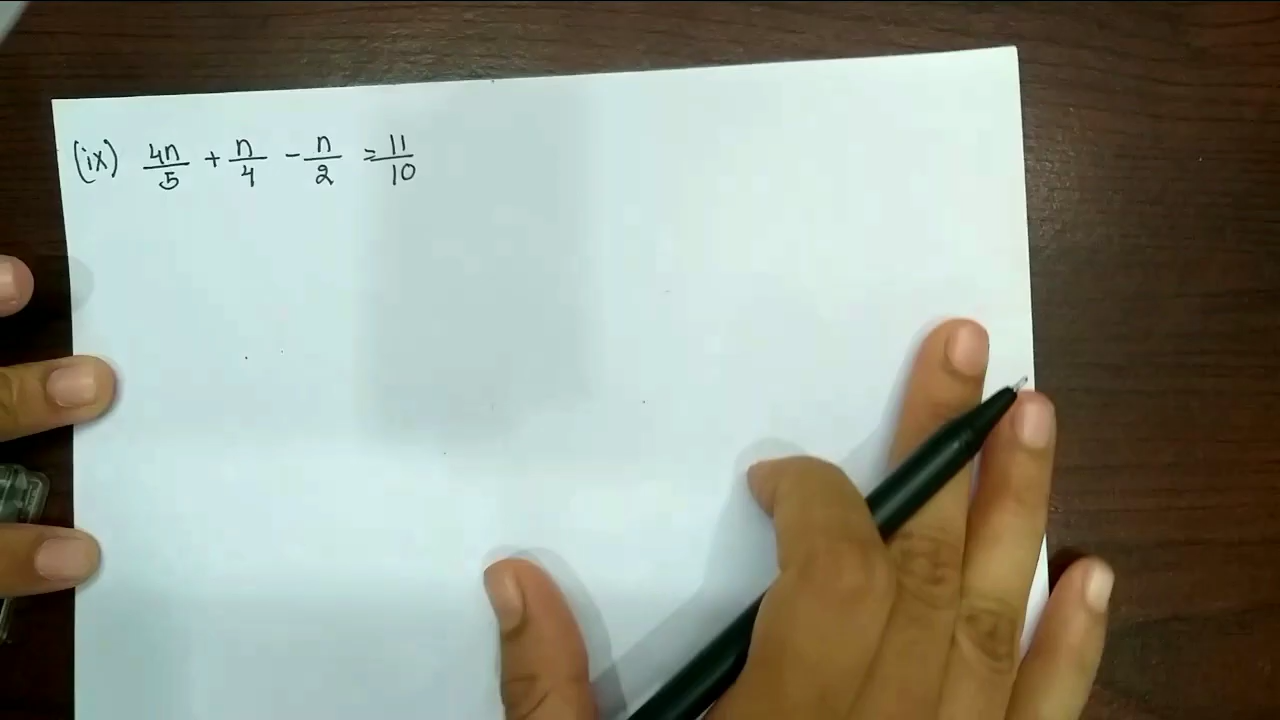 (ix) 4n/5 + n/4 - n/2 = 11/10